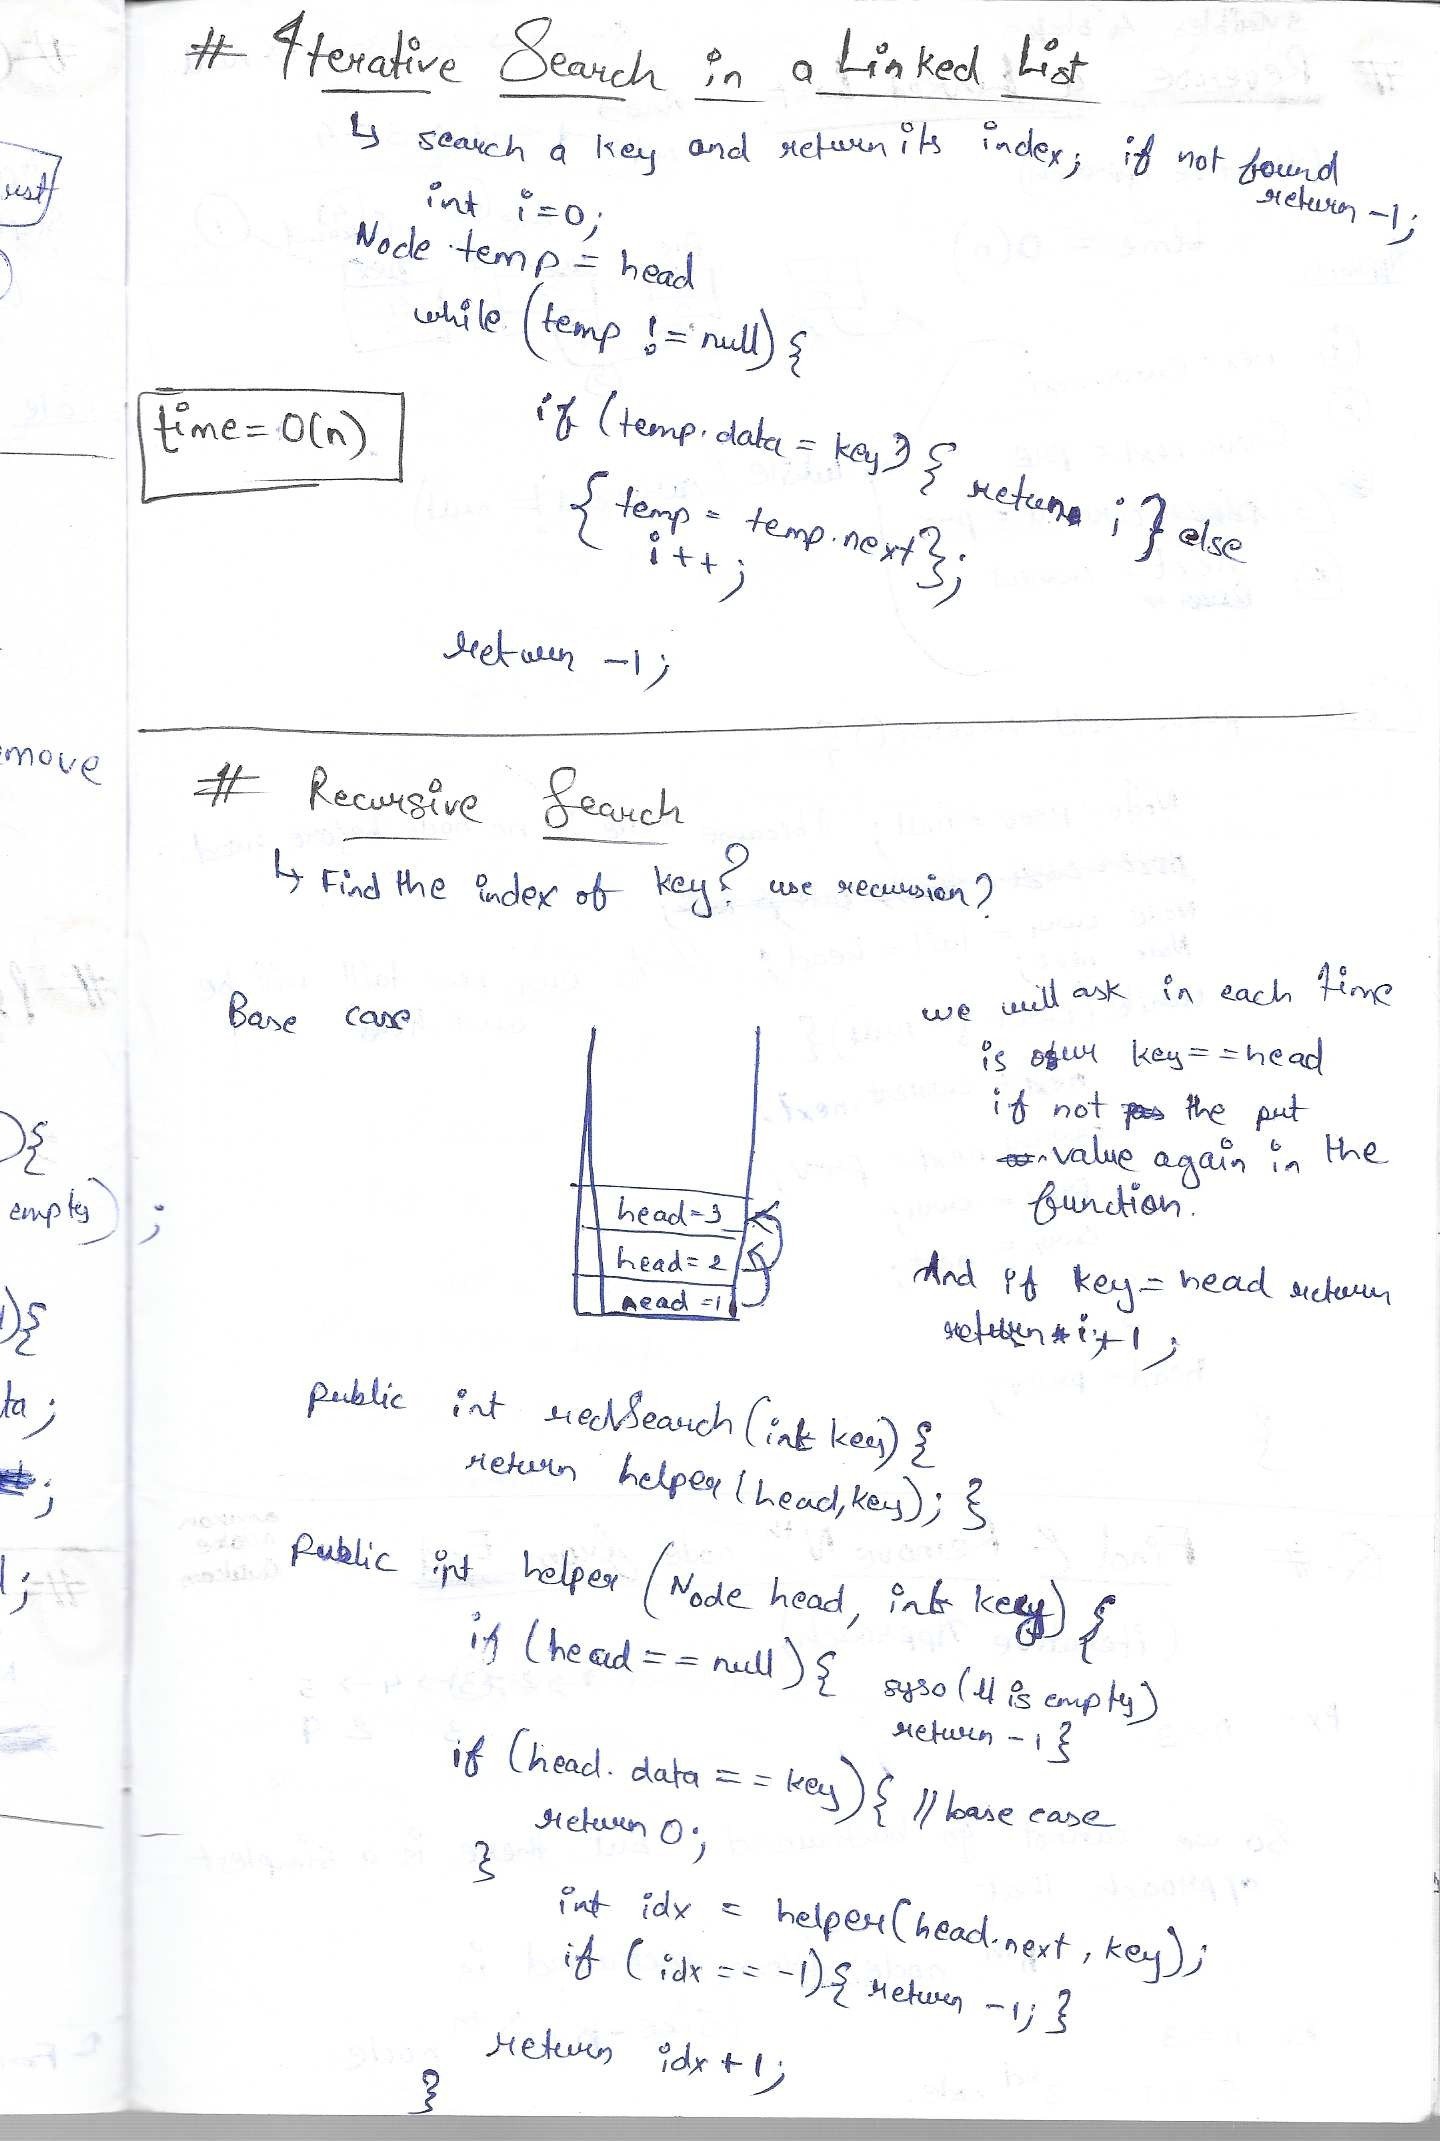 # Iterative Search in a Linked List
↳ search a key and return its index; if not found
return -1;
int i=0;
Node temp = head
while (temp != null) {
time = O(n)
if (temp.data = key) { return i } else
{ temp = temp.next };
i++;
return -1;
# Recursive Search
↳ Find the index of key? use recursion?
Base case
we will ask in each time
is our key==head
if not the put
value again in the
function.
And if key=head return
return i+1;
head=3
head=2
head=1
public int recSearch(int key) {
return helper(head,key); }
Public int helper (Node head, int key) {
if (head == null) { syso(ll is empty)
return -1 }
if (head.data == key) { // base case
return 0;
}
int idx = helper(head.next, key);
if (idx == -1) { return -1; }
return idx+1;
}
move
) {
empty) ;
) {
ta;
;
;